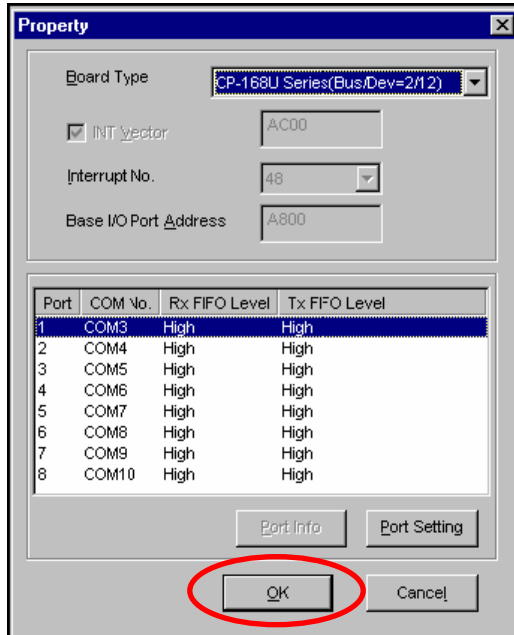 Property
Board Type CP-168U Series(Bus/Dev=2/12)
INT Vector AC00
Interrupt No. 48
Base I/O Port Address A800
Port COM No. Rx FIFO Level Tx FIFO Level
1 COM3 High High
2 COM4 High High
3 COM5 High High
4 COM6 High High
5 COM7 High High
6 COM8 High High
7 COM9 High High
8 COM10 High High
Port Info Port Setting
OK Cancel